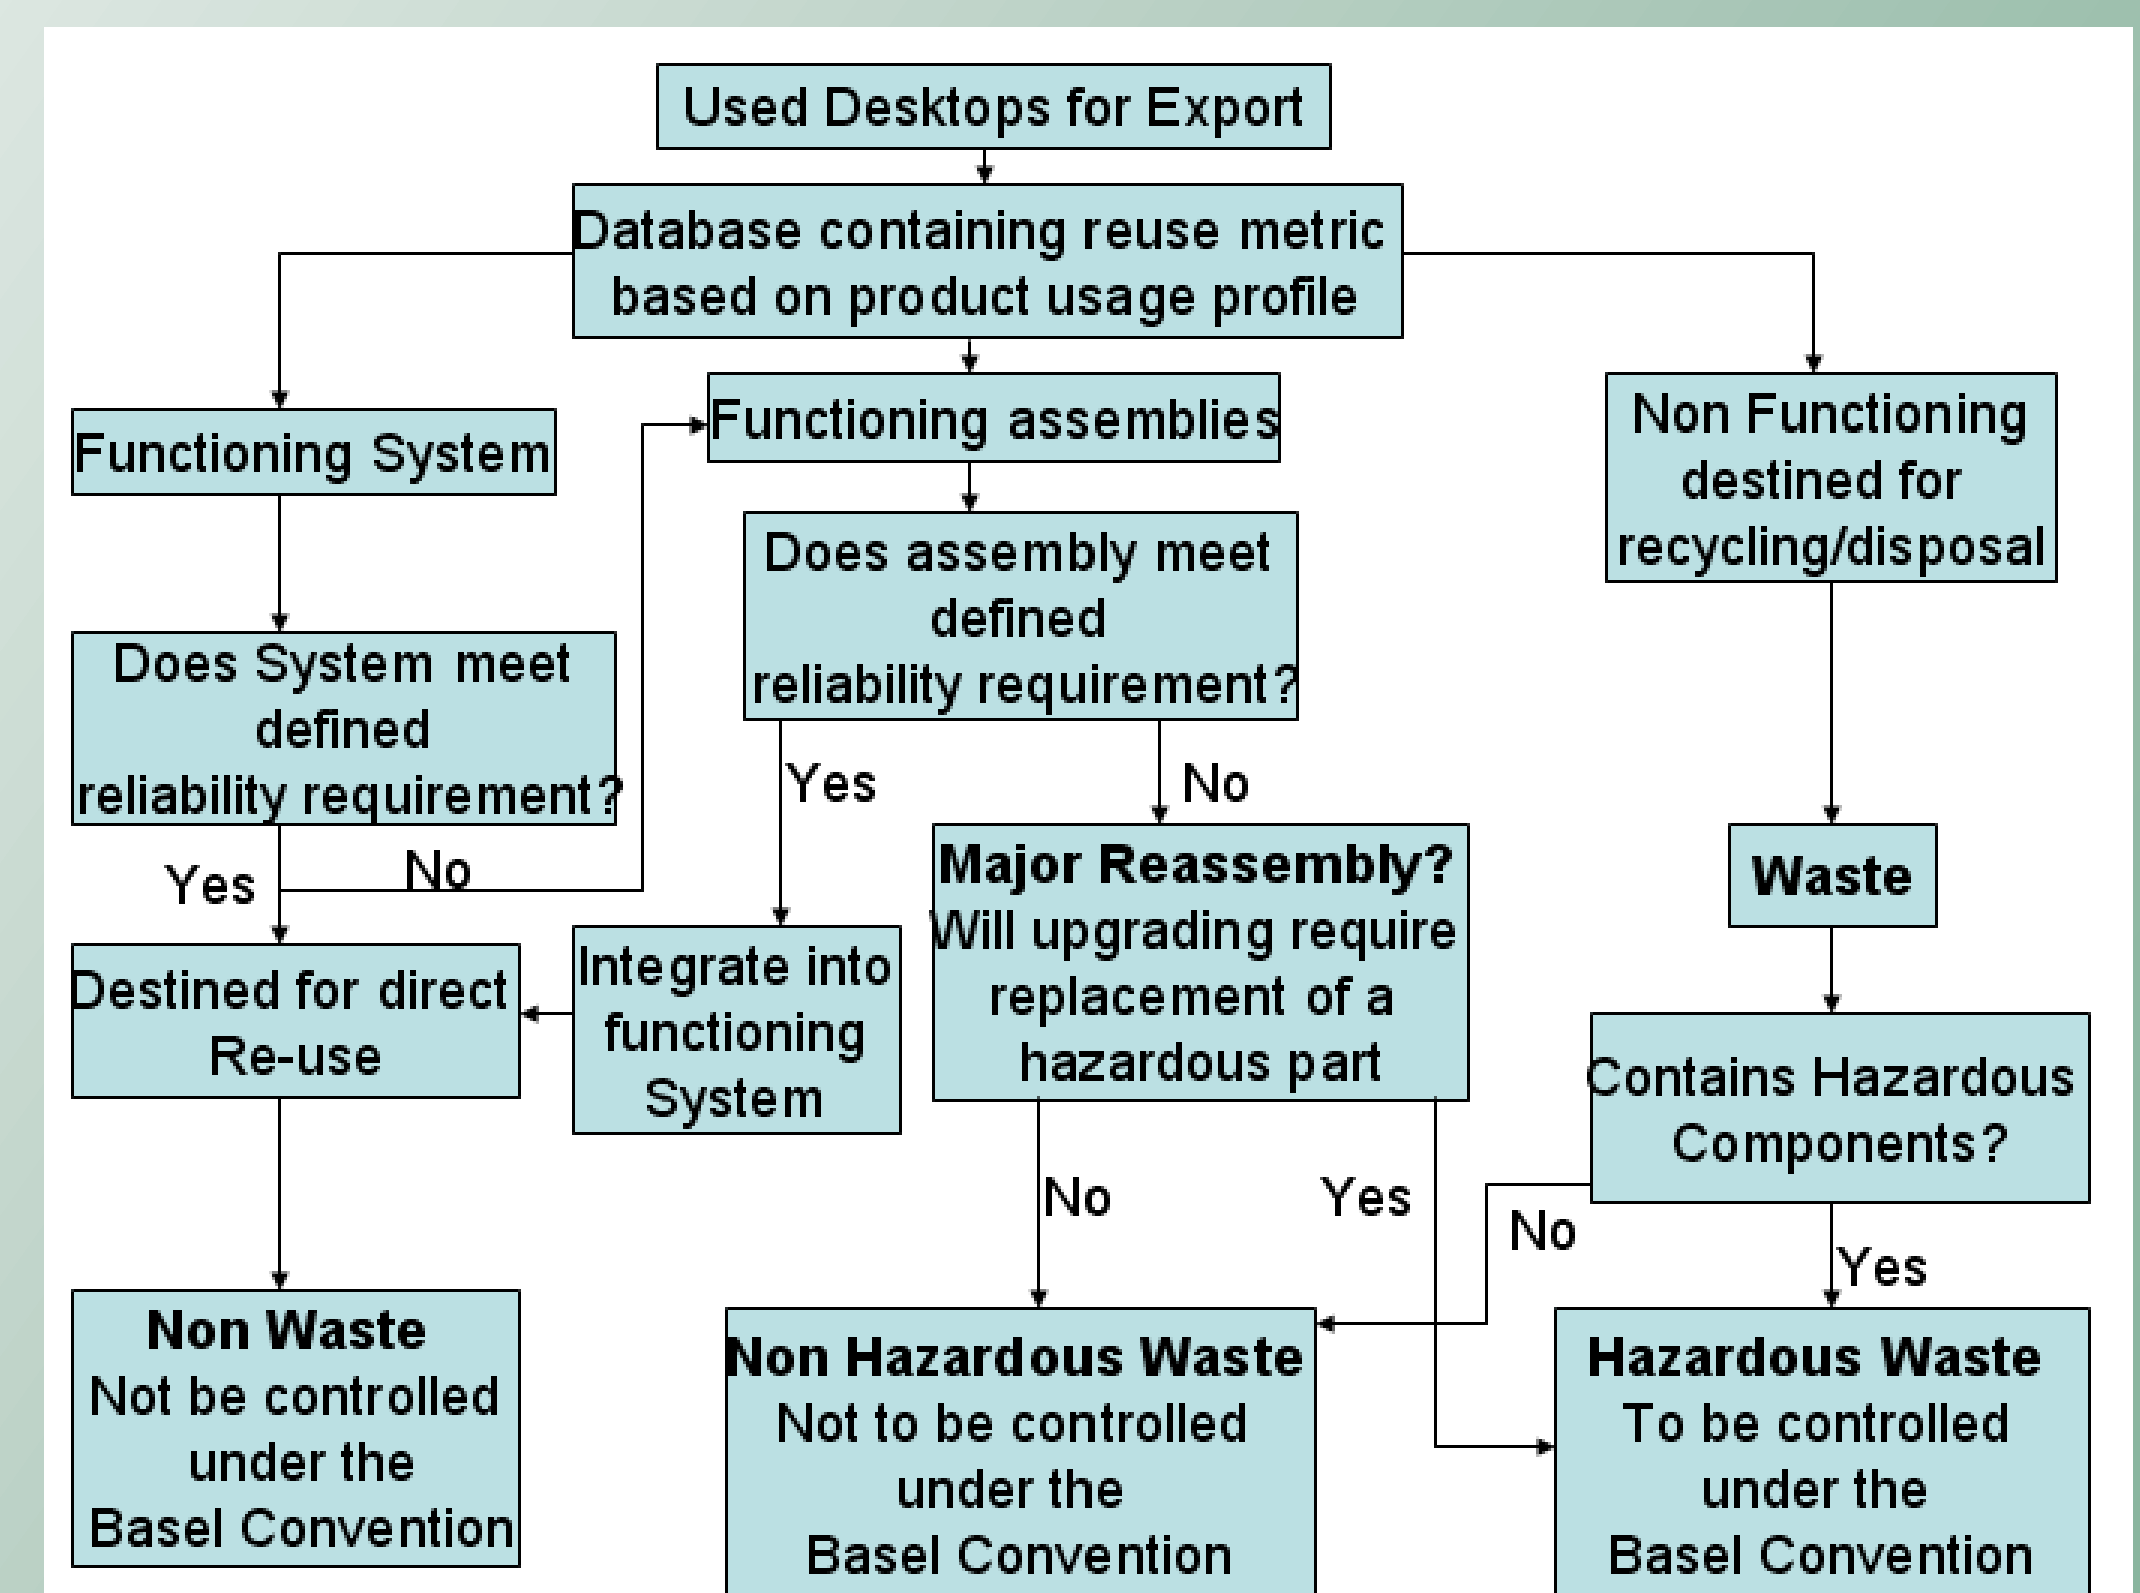 Used Desktops for Export
Database containing reuse metric
based on product usage profile
Functioning System
Functioning assemblies
Non Functioning
destined for
recycling/disposal
Does System meet
defined
reliability requirement?
Does assembly meet
defined
reliability requirement?
Yes
No
Yes
No
Major Reassembly?
Will upgrading require
replacement of a
hazardous part
Waste
Destined for direct
Re-use
Integrate into
functioning
System
Contains Hazardous
Components?
No
Yes
No
Yes
Non Waste
Not be controlled
under the
Basel Convention
Non Hazardous Waste
Not to be controlled
under the
Basel Convention
Hazardous Waste
To be controlled
under the
Basel Convention